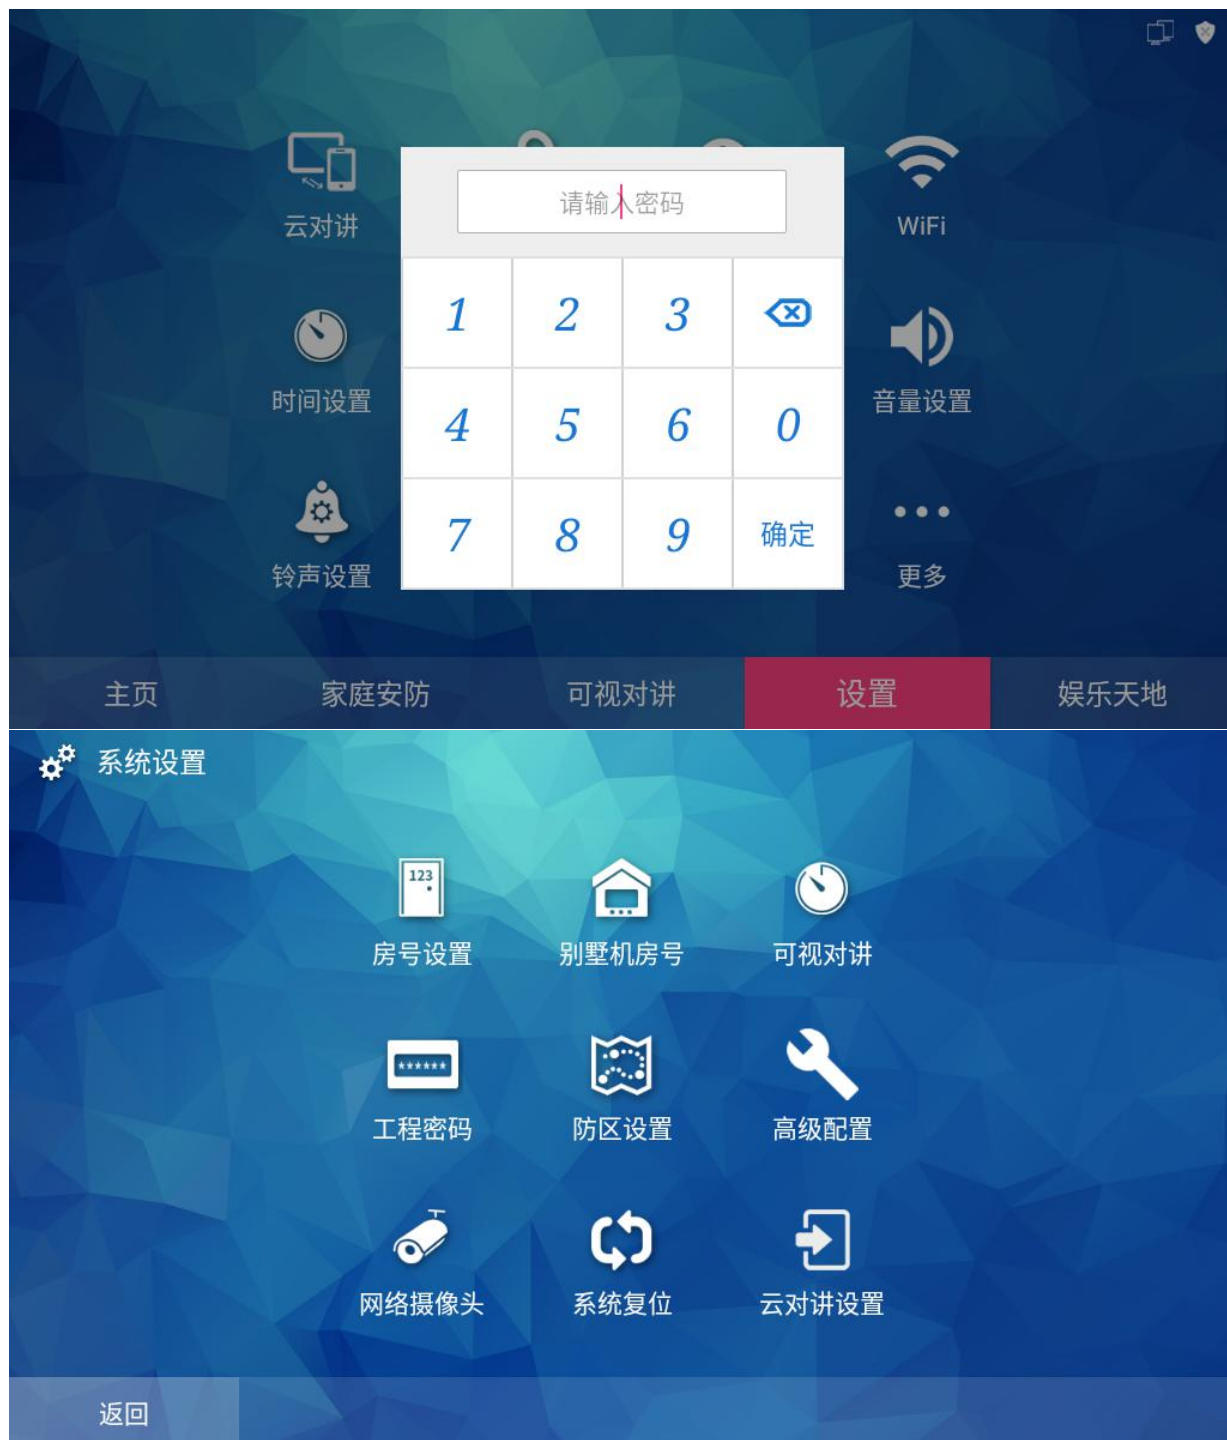 请输入密码
云对讲
WiFi
1 2 3
时间设置
音量设置
4 5 6 0
7 8 9 确定
铃声设置
更多
主页 家庭安防 可视对讲 设置 娱乐天地
系统设置
123
房号设置 别墅机房号 可视对讲
******
工程密码 防区设置 高级配置
网络摄像头 系统复位 云对讲设置
返回